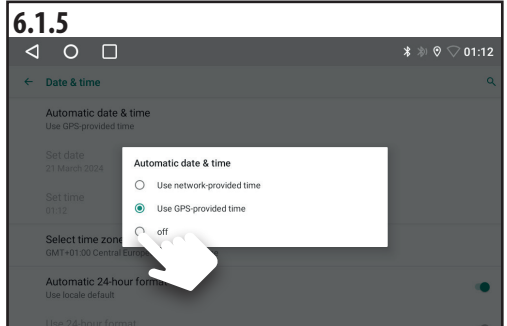 6.1.5
01:12
Date & time
Automatic date & time
Use GPS-provided time
Set date
21 March 2024
Automatic date & time
Use network-provided time
Set time
01:12
Use GPS-provided time
off
Select time zone
GMT+01:00 Central Europe
Automatic 24-hour format
Use locale default
Use 24-hour format